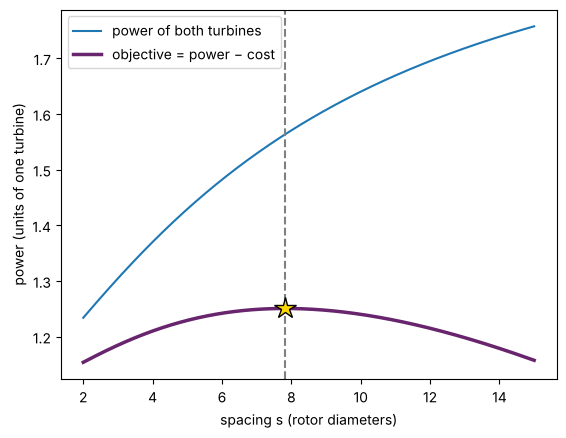 power of both turbines
objective = power − cost
power (units of one turbine)
1.7
1.6
1.5
1.4
1.3
1.2
2 4 6 8 10 12 14
spacing s (rotor diameters)